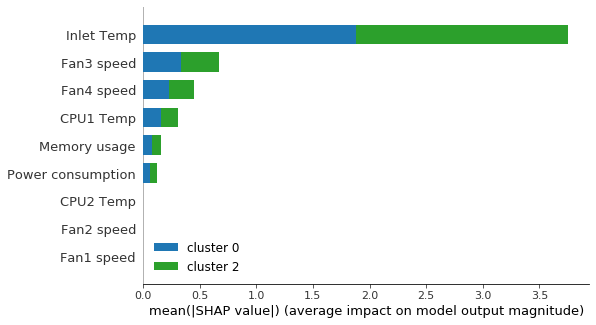 Inlet Temp
Fan3 speed
Fan4 speed
CPU1 Temp
Memory usage
Power consumption
CPU2 Temp
Fan2 speed
Fan1 speed
cluster 0
cluster 2
0.0 0.5 1.0 1.5 2.0 2.5 3.0 3.5
mean(|SHAP value|) (average impact on model output magnitude)